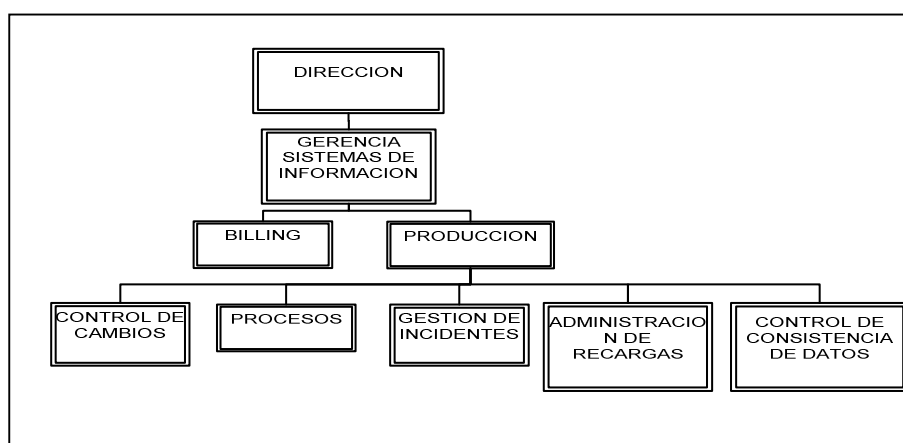 DIRECCION
GERENCIA
SISTEMAS DE
INFORMACION
BILLING
PRODUCCION
CONTROL DE
CAMBIOS
PROCESOS
GESTION DE
INCIDENTES
ADMINISTRACIO
N DE
RECARGAS
CONTROL DE
CONSISTENCIA
DE DATOS